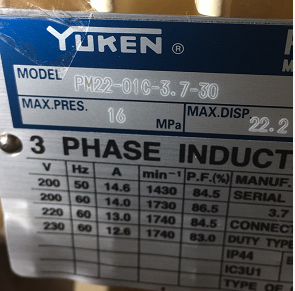 YUKEN ®
MODEL PM22-01C-3.7-30
MAX.PRES. 16 MPa MAX.DISP. 22.2
3 PHASE INDUCT
V Hz A P.F.(%) MANUF.
200 50 14.6 1430 84.5 SERIAL
200 60 14.0 1730 86.5 3.7
220 60 13.0 1740 84.5 CONNECT
230 60 12.6 1740 83.0 DUTY TYPE
IP44
IC3U1
TYPE OF